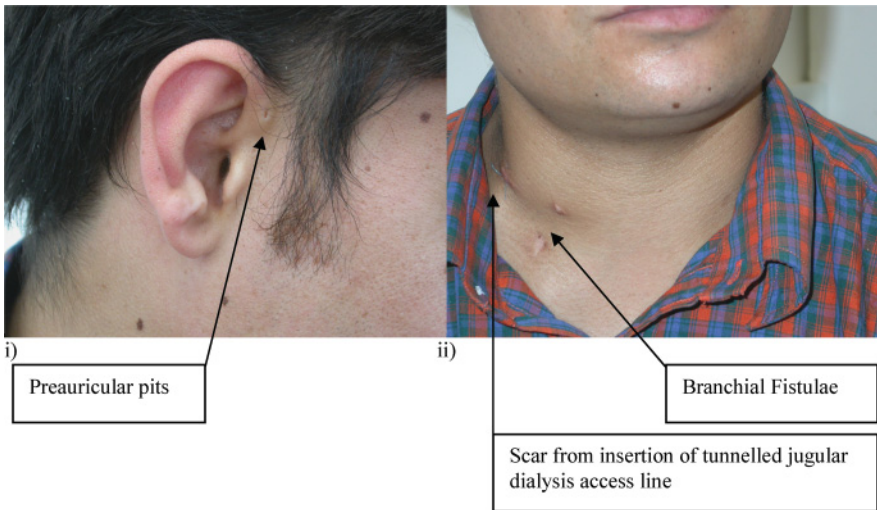 i)
ii)
Preauricular pits
Branchial Fistulae
Scar from insertion of tunnelled jugular
dialysis access line